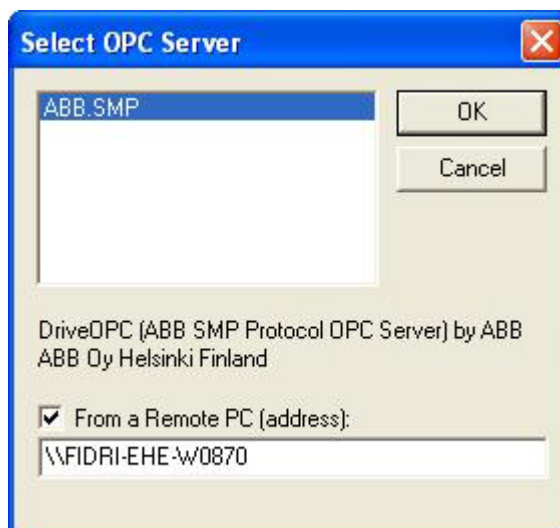 Select OPC Server
ABB.SMP
OK
Cancel
DriveOPC (ABB SMP Protocol OPC Server) by ABB
ABB Oy Helsinki Finland
From a Remote PC (address):
\\FIDRI-EHE-W0870